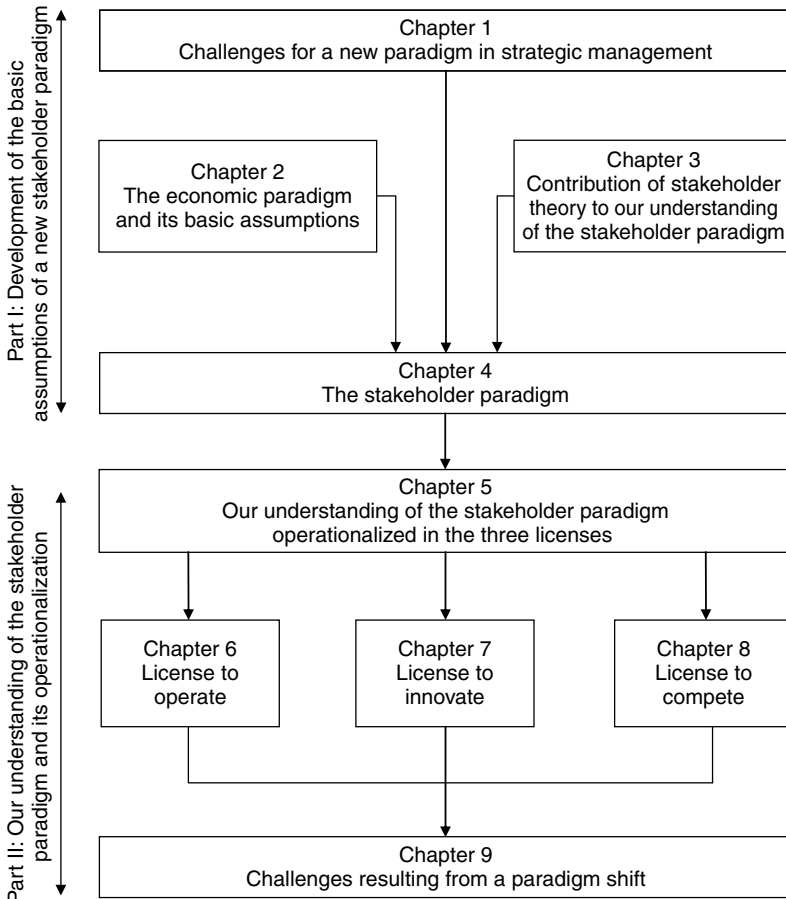 Part I: Development of the basic
assumptions of a new stakeholder paradigm
Chapter 1
Challenges for a new paradigm in strategic management
Chapter 2
The economic paradigm
and its basic assumptions
Chapter 3
Contribution of stakeholder
theory to our understanding
of the stakeholder paradigm
Chapter 4
The stakeholder paradigm
Part II: Our understanding of the stakeholder
paradigm and its operationalization
Chapter 5
Our understanding of the stakeholder paradigm
operationalized in the three licenses
Chapter 6
License to
operate
Chapter 7
License to
innovate
Chapter 8
License to
compete
Chapter 9
Challenges resulting from a paradigm shift